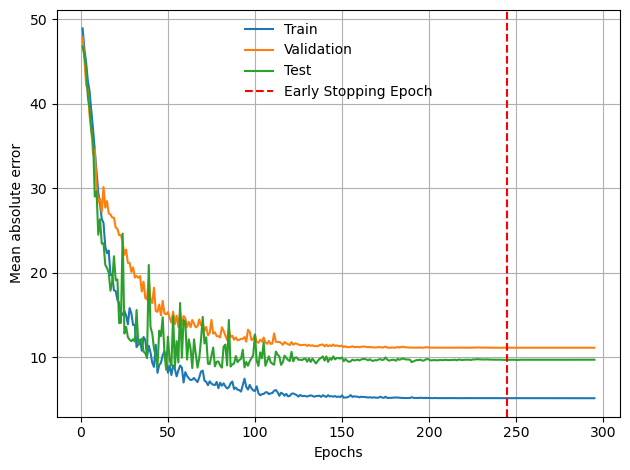 50
40
30
20
10
Mean absolute error
Train
Validation
Test
Early Stopping Epoch
0 50 100 150 200 250 300
Epochs